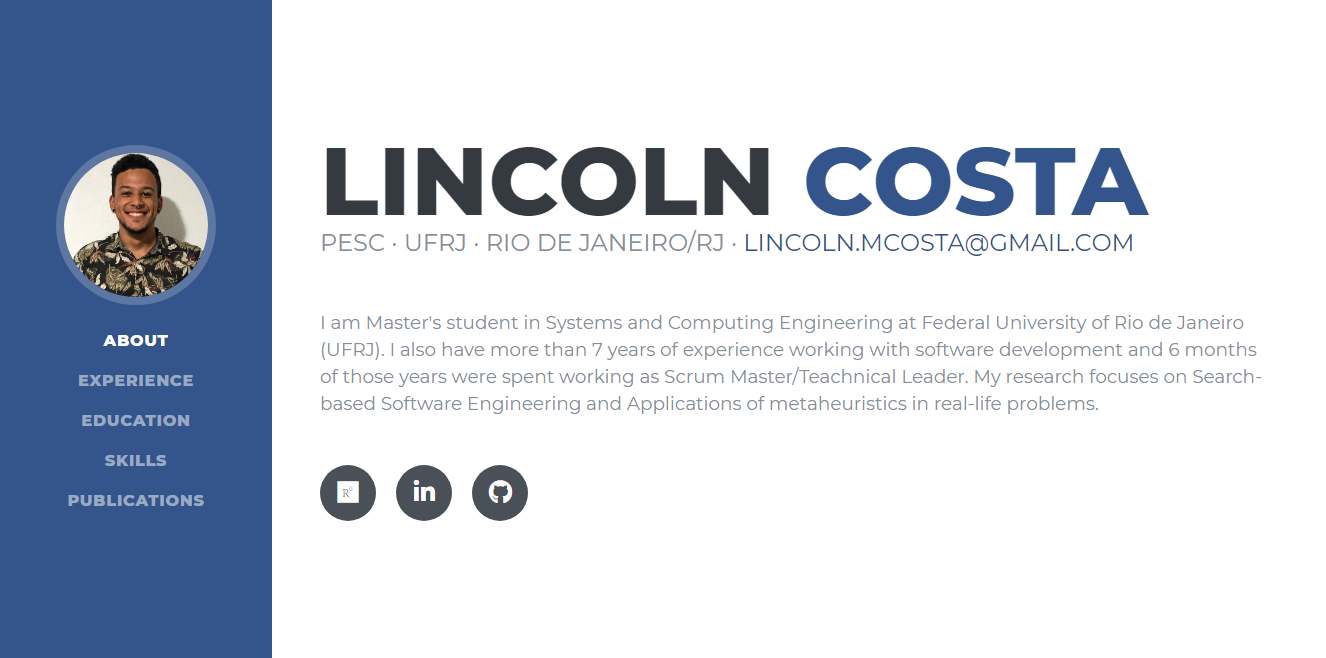 ABOUT
EXPERIENCE
EDUCATION
SKILLS
PUBLICATIONS
LINCOLN COSTA
PESC · UFRJ · RIO DE JANEIRO/RJ · LINCOLN.MCOSTA@GMAIL.COM
I am Master's student in Systems and Computing Engineering at Federal University of Rio de Janeiro
(UFRJ). I also have more than 7 years of experience working with software development and 6 months
of those years were spent working as Scrum Master/Teachnical Leader. My research focuses on Search-
based Software Engineering and Applications of metaheuristics in real-life problems.
R G in